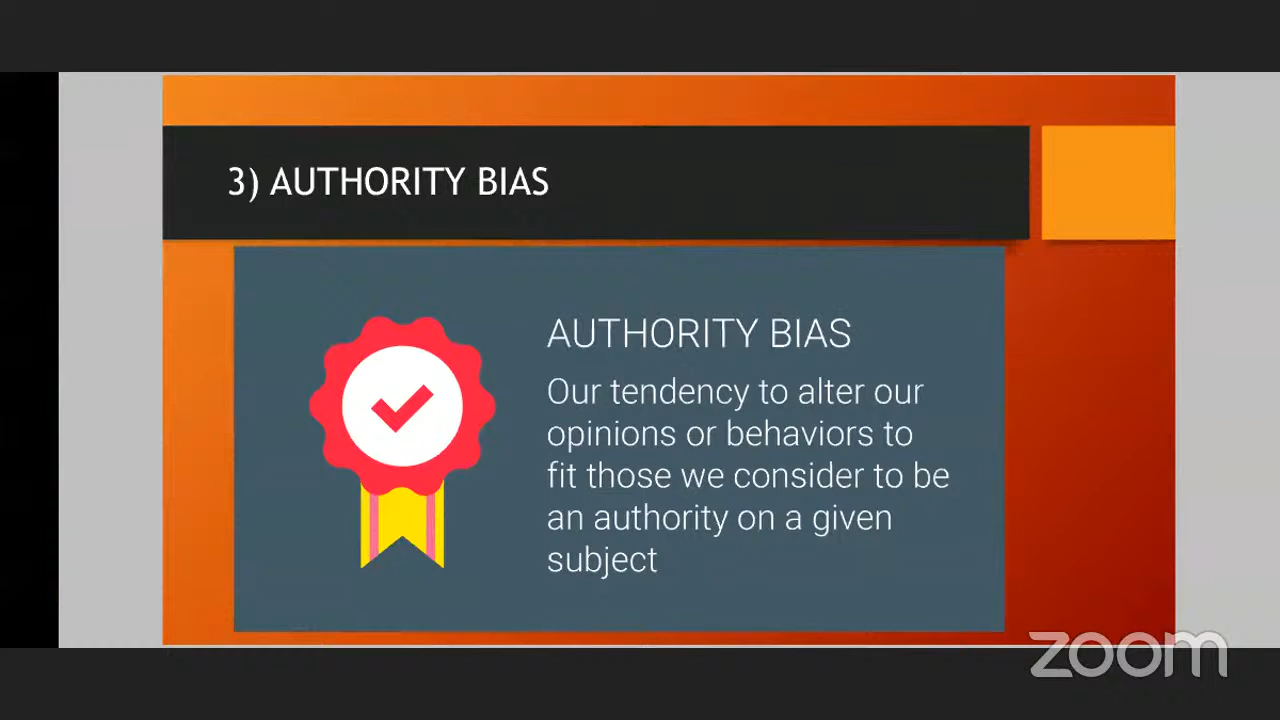 3) AUTHORITY BIAS
AUTHORITY BIAS
Our tendency to alter our
opinions or behaviors to
fit those we consider to be
an authority on a given
subject
zoom